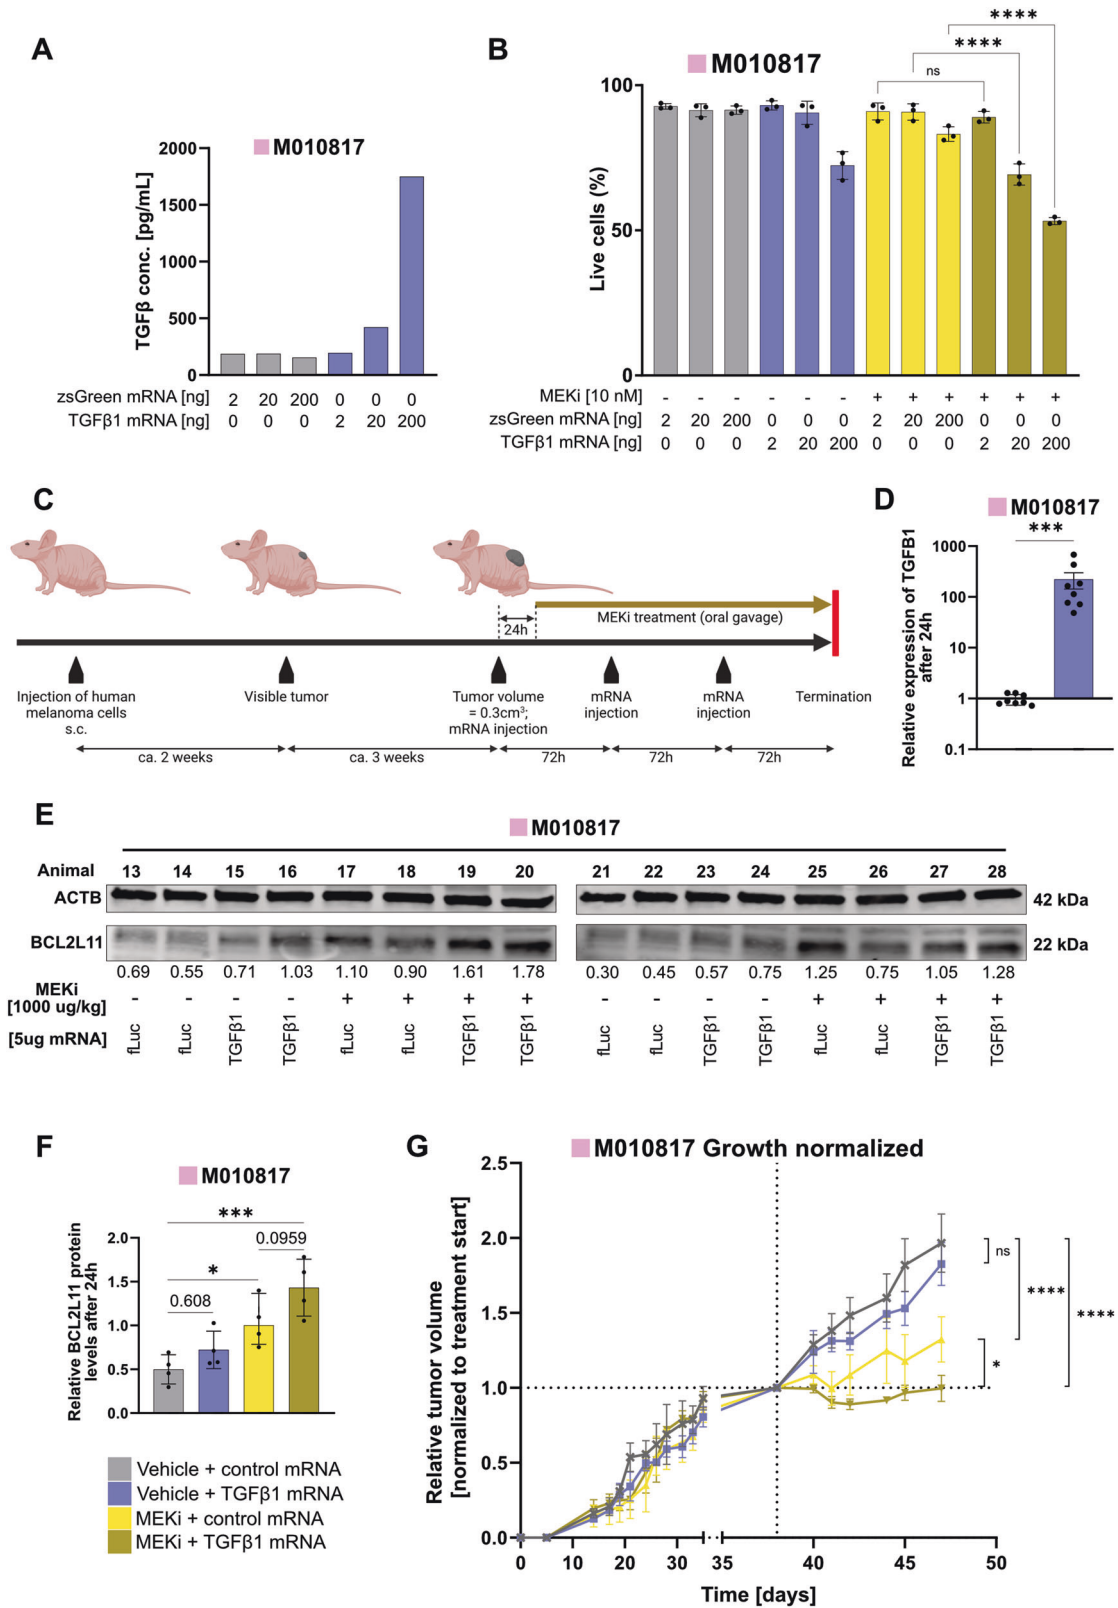 A
M010817
TGFβ conc. [pg/mL]
2000
1500
1000
500
0
zsGreen mRNA [ng] 2 20 200 0 0 0
TGFβ1 mRNA [ng] 0 0 0 2 20 200
B
M010817
****
****
ns
Live cells (%)
100
50
0
MEKi [10 nM] - - - - - - + + + + + +
zsGreen mRNA [ng] 2 20 200 0 0 0 2 20 200 0 0 0
TGFβ1 mRNA [ng] 0 0 0 2 20 200 0 0 0 2 20 200
C
24h
MEKi treatment (oral gavage)
Injection of human
melanoma cells
s.c.
Visible tumor
Tumor volume
= 0.3cm³;
mRNA injection
mRNA
injection
mRNA
injection
Termination
ca. 2 weeks
ca. 3 weeks
72h
72h
72h
D
M010817
***
Relative expression of TGFB1
after 24h
1000
100
10
1
0.1
E
M010817
Animal 13 14 15 16 17 18 19 20 21 22 23 24 25 26 27 28
ACTB 42 kDa
BCL2L11 22 kDa
0.69 0.55 0.71 1.03 1.10 0.90 1.61 1.78 0.30 0.45 0.57 0.75 1.25 0.75 1.05 1.28
MEKi
[1000 ug/kg] - - - - + + + + - - - - + + + +
[5ug mRNA] fLuc fLuc TGFβ1 TGFβ1 fLuc fLuc TGFβ1 TGFβ1 fLuc fLuc TGFβ1 TGFβ1 fLuc fLuc TGFβ1 TGFβ1
F
M010817
***
0.0959
*
0.608
Relative BCL2L11 protein
levels after 24h
2.0
1.5
1.0
0.5
0.0
Vehicle + control mRNA
Vehicle + TGFβ1 mRNA
MEKi + control mRNA
MEKi + TGFβ1 mRNA
G
M010817 Growth normalized
Relative tumor volume
[normalized to treatment start]
2.5
2.0
1.5
1.0
0.5
0.0
ns
****
****
*
0 10 20 30 35 40 45 50
Time [days]